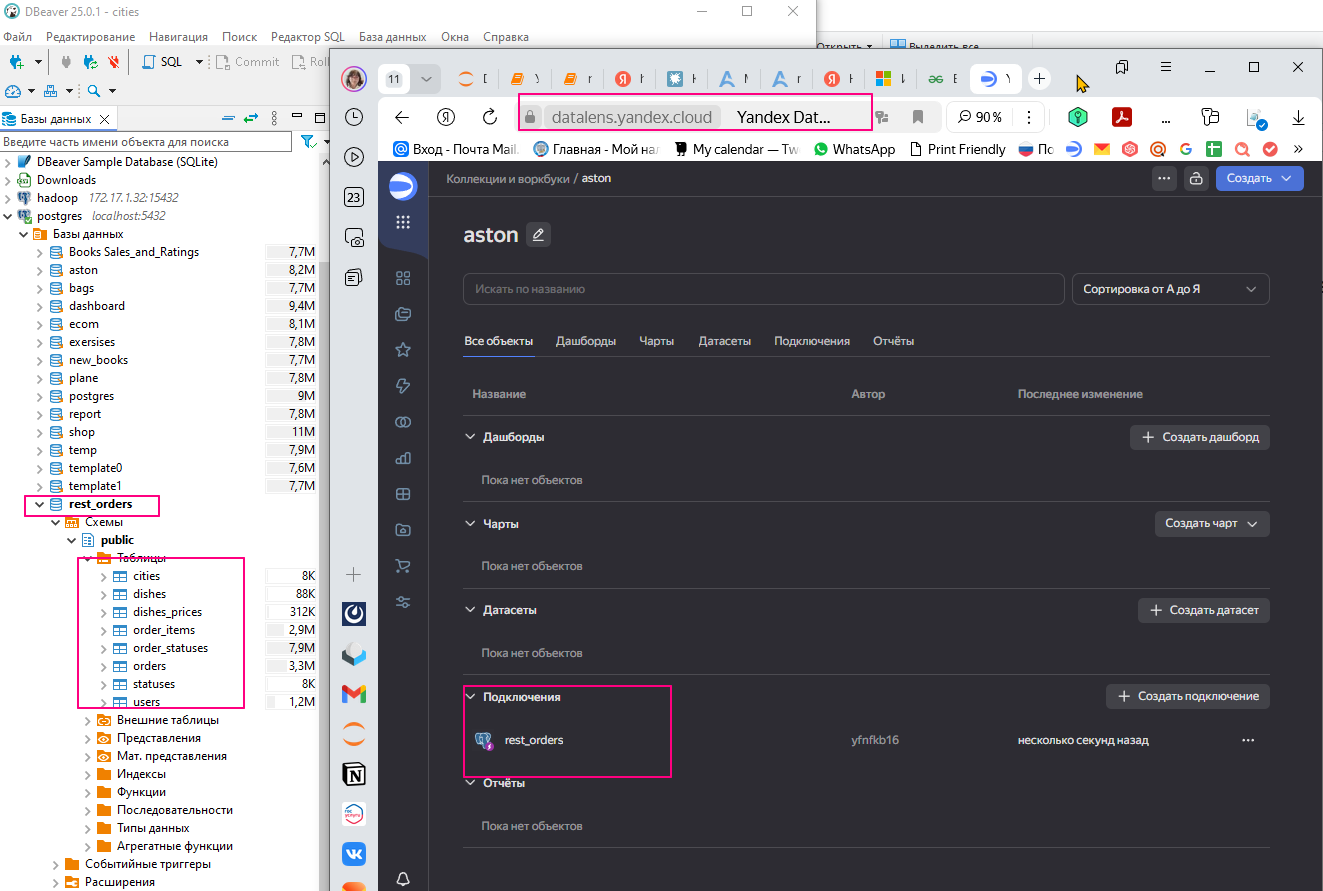 DBeaver 25.0.1 - cities
Файл Редактирование Навигация Поиск Редактор SQL База данных Окна Справка
SQL Commit Roll
Базы данных
Введите часть имени объекта для поиска
DBeaver Sample Database (SQLite)
Downloads
hadoop 172.17.1.32:15432
postgres localhost:5432
Базы данных
Books Sales_and_Ratings 7,7M
aston 8,2M
bags 7,7M
dashboard 9,4M
ecom 8,1M
exersises 7,8M
new_books 7,7M
plane 7,8M
postgres 9M
report 7,8M
shop 11M
temp 7,9M
template0 7,6M
template1 7,7M
rest_orders
Схемы
public
Таблицы
cities 8K
dishes 88K
dishes_prices 312K
order_items 2,9M
order_statuses 7,9M
orders 3,3M
statuses 8K
users 1,2M
Внешние таблицы
Представления
Мат. представления
Индексы
Функции
Последовательности
Типы данных
Агрегатные функции
Событийные триггеры
Расширения
Открыть
Выделить все
11
datalens.yandex.cloud Yandex Dat...
90%
Вход - Почта Mail. Главная - Мой нал My calendar — Tw WhatsApp Print Friendly По
23
госуслуги
Коллекции и воркбуки / aston
Создать
aston
Искать по названию
Сортировка от А до Я
Все объекты Дашборды Чарты Датасеты Подключения Отчёты
Название Автор Последнее изменение
Дашборды
Создать дашборд
Пока нет объектов
Чарты
Создать чарт
Пока нет объектов
Датасеты
Создать датасет
Пока нет объектов
Подключения
Создать подключение
rest_orders yfnfkb16 несколько секунд назад
Отчёты
Пока нет объектов